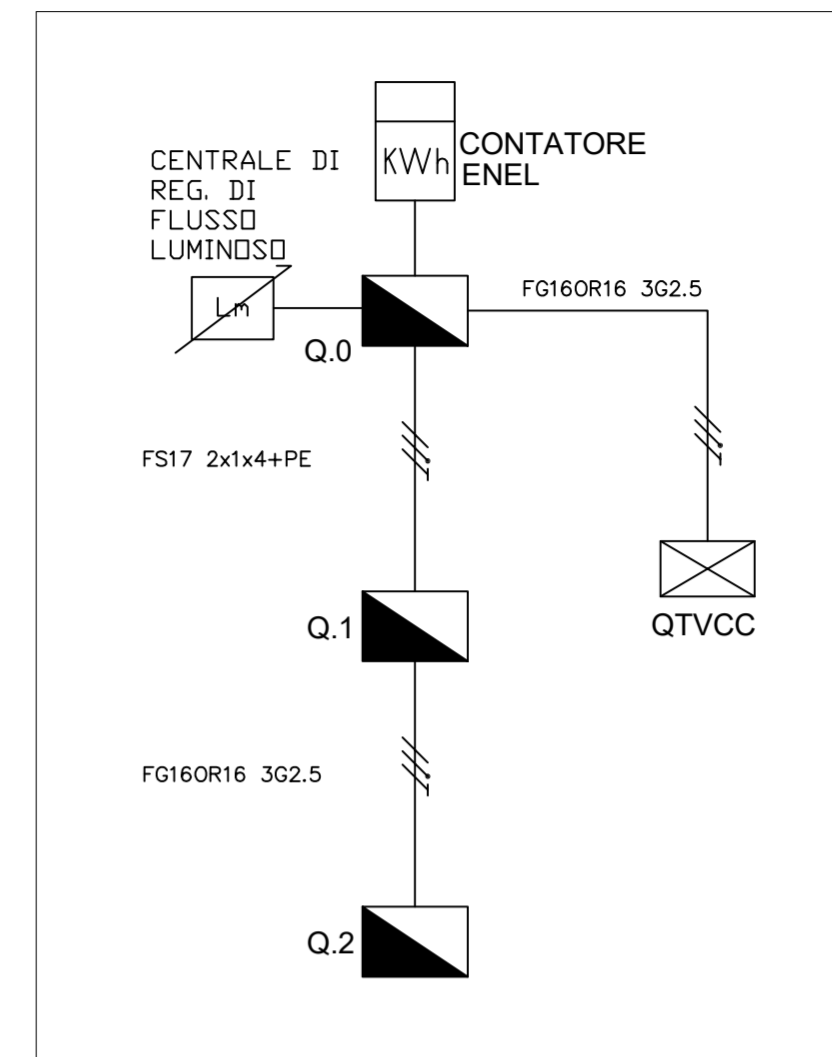 CONTATORE
ENEL
KWh
CENTRALE DI
REG. DI
FLUSSO
LUMINOSO
Lm
FG16OR16 3G2.5
Q.0
FS17 2x1x4+PE
QTVCC
Q.1
FG16OR16 3G2.5
Q.2